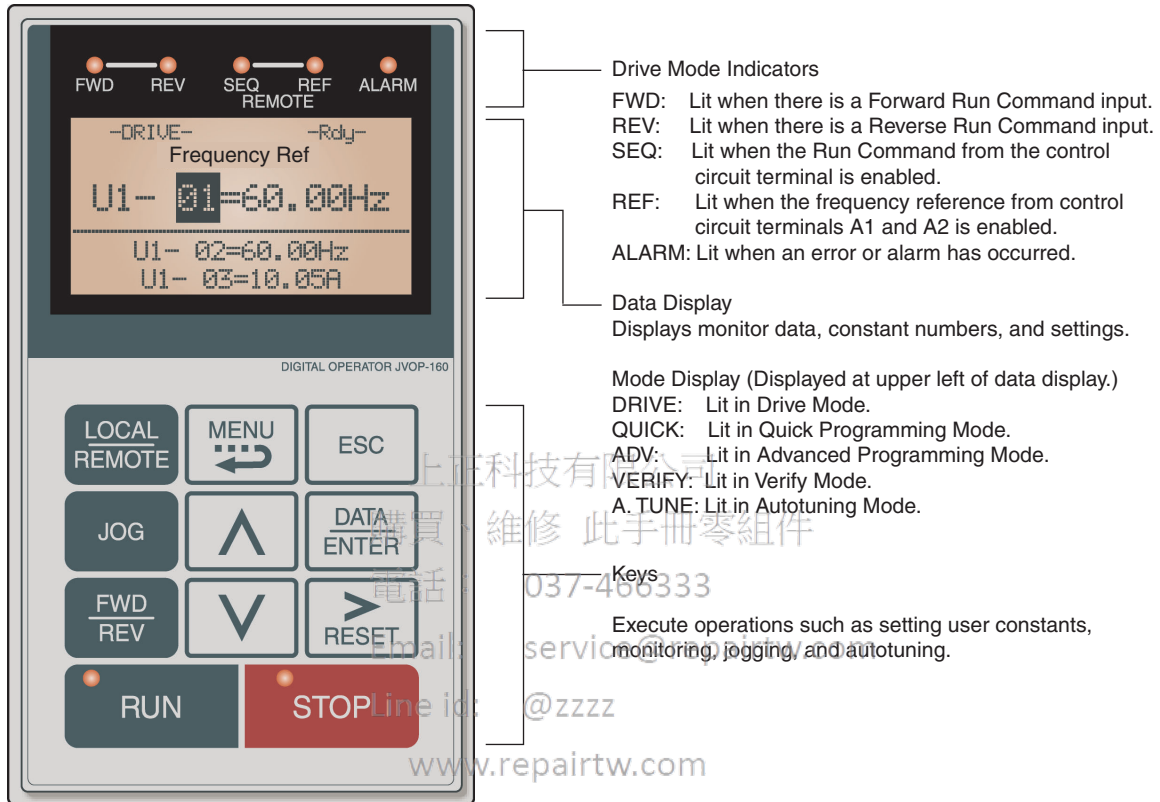 FWD REV SEQ REF ALARM
REMOTE
-DRIVE- -Rdy-
Frequency Ref
U1- 01=60.00Hz
U1- 02=60.00Hz
U1- 03=10.05A
DIGITAL OPERATOR JVOP-160
LOCAL
REMOTE
MENU
ESC
JOG
DATA
ENTER
FWD
REV
RESET
RUN
STOP
Drive Mode Indicators
FWD: Lit when there is a Forward Run Command input.
REV: Lit when there is a Reverse Run Command input.
SEQ: Lit when the Run Command from the control
circuit terminal is enabled.
REF: Lit when the frequency reference from control
circuit terminals A1 and A2 is enabled.
ALARM: Lit when an error or alarm has occurred.
Data Display
Displays monitor data, constant numbers, and settings.
Mode Display (Displayed at upper left of data display.)
DRIVE: Lit in Drive Mode.
QUICK: Lit in Quick Programming Mode.
ADV: Lit in Advanced Programming Mode.
VERIFY: Lit in Verify Mode.
A. TUNE: Lit in Autotuning Mode.
Keys
Execute operations such as setting user constants,
monitoring, jogging, and autotuning.
上正科技有限公司
購買、維修 此手冊零組件
電話: 037-466333
Email: service@repairtw.com
Line id: @zzzz
www.repairtw.com